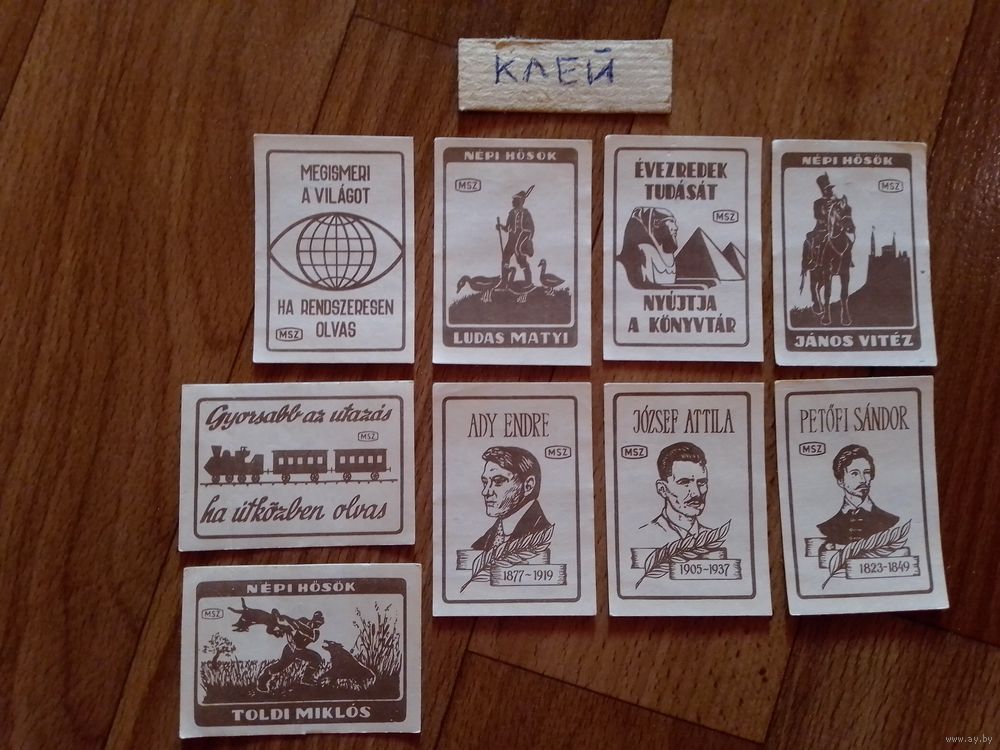 КЛЕЙ
MEGISMERI
A VILÁGOT
HA RENDSZERESEN
OLVAS
MSZ
NÉPI HŐSÖK
MSZ
LUDAS MATYI
ÉVEZREDEK
TUDÁSÁT
MSZ
NYÚJTJA
A KÖNYVTÁR
NÉPI HŐSÖK
MSZ
JÁNOS VITÉZ
Gyorsabb az utazás
MSZ
ha útközben olvas
ADY ENDRE
MSZ
1877~1919
JÓZSEF ATTILA
MSZ
1905~1937
PETŐFI SÁNDOR
MSZ
1823-1849
NÉPI HŐSÖK
MSZ
TOLDI MIKLÓS
www.ay.by